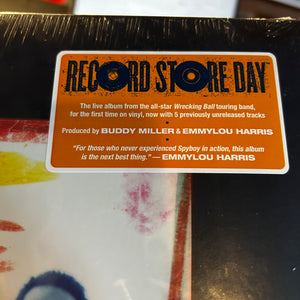 RECORD STORE DAY
The live album from the all-star Wrecking Ball touring band,
for the first time on vinyl, now with 5 previously unreleased tracks
Produced by BUDDY MILLER & EMMYLOU HARRIS
"For those who never experienced Spyboy in action, this album
is the next best thing." — EMMYLOU HARRIS